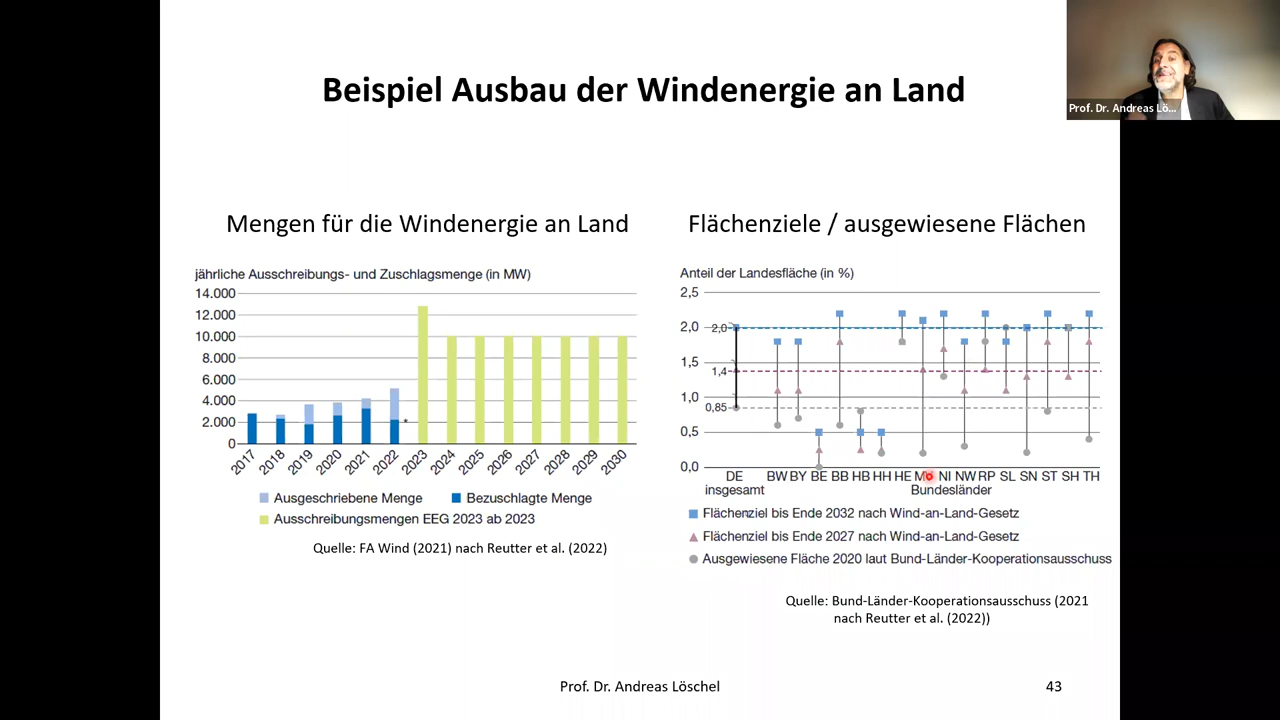 Prof. Dr. Andreas Lö...
Beispiel Ausbau der Windenergie an Land
Mengen für die Windenergie an Land
jährliche Ausschreibungs- und Zuschlagsmenge (in MW)
14.000
12.000
10.000
8.000
6.000
4.000
2.000
0
*
2017 2018 2019 2020 2021 2022 2023 2024 2025 2026 2027 2028 2029 2030
Ausgeschriebene Menge Bezuschlagte Menge
Ausschreibungsmengen EEG 2023 ab 2023
Quelle: FA Wind (2021) nach Reutter et al. (2022)
Flächenziele / ausgewiesene Flächen
Anteil der Landesfläche (in %)
2,5
2,0 2,0
1,5
1,4
1,0
0,85
0,5
0,0
DE BW BY BE BB HB HH HE NI NW RP SL SN ST SH TH
insgesamt Bundesländer
Flächenziel bis Ende 2032 nach Wind-an-Land-Gesetz
Flächenziel bis Ende 2027 nach Wind-an-Land-Gesetz
Ausgewiesene Fläche 2020 laut Bund-Länder-Kooperationsausschuss
Quelle: Bund-Länder-Kooperationsausschuss (2021
nach Reutter et al. (2022))
Prof. Dr. Andreas Löschel 43